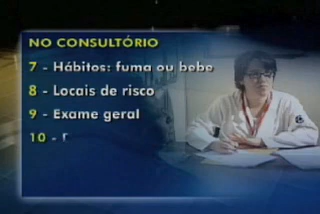 NO CONSULTÓRIO
7 - Hábitos: fuma ou bebe
8 - Locais de risco
9 - Exame geral
10 -